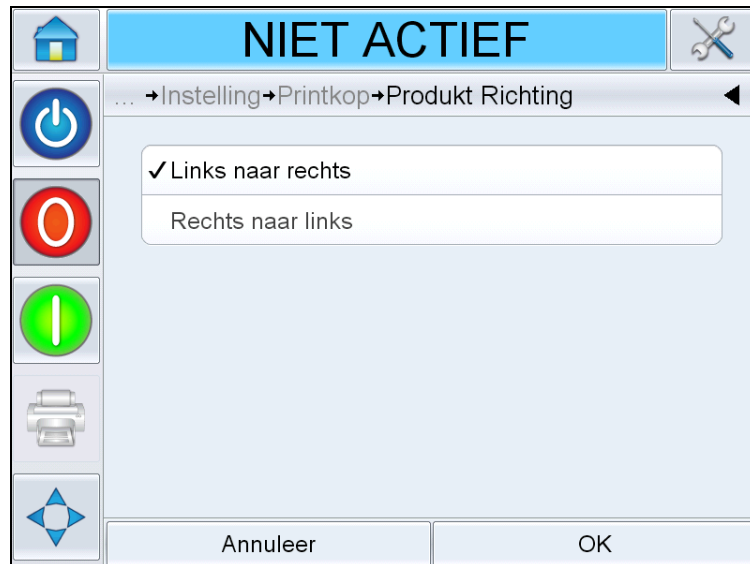 NIET ACTIEF
... →Instelling→Printkop→Produkt Richting
✓Links naar rechts
Rechts naar links
Annuleer
OK